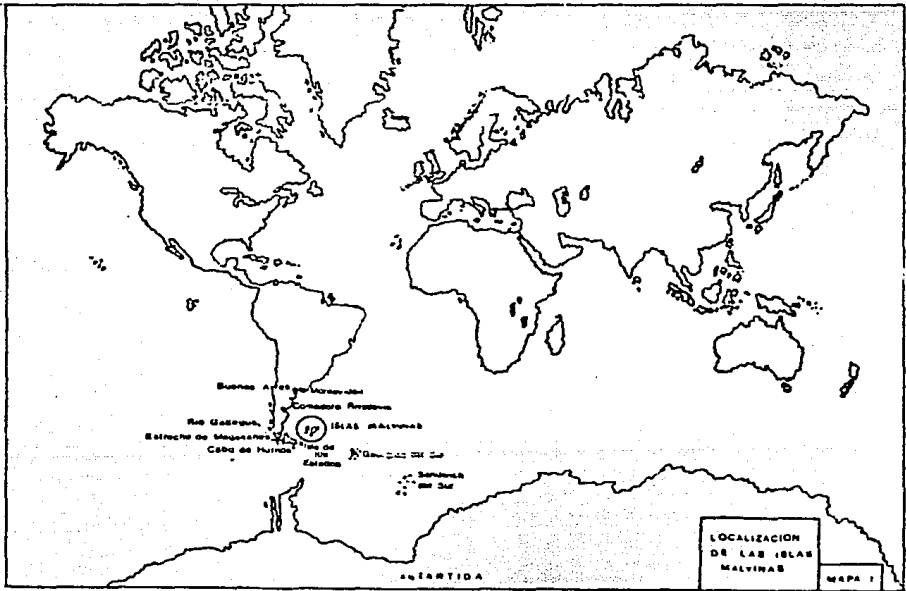 Buenos Aires Montevideo
Comodoro Rivadavia
Río Gallegos
ISLAS MALVINAS
Estrecho de Magallanes
Cabo de Hornos
Isla de
los
Estados
Georgias del Sur
Sandwich
del Sur
ANTARTIDA
LOCALIZACION
DE LAS ISLAS
MALVINAS
MAPA 1